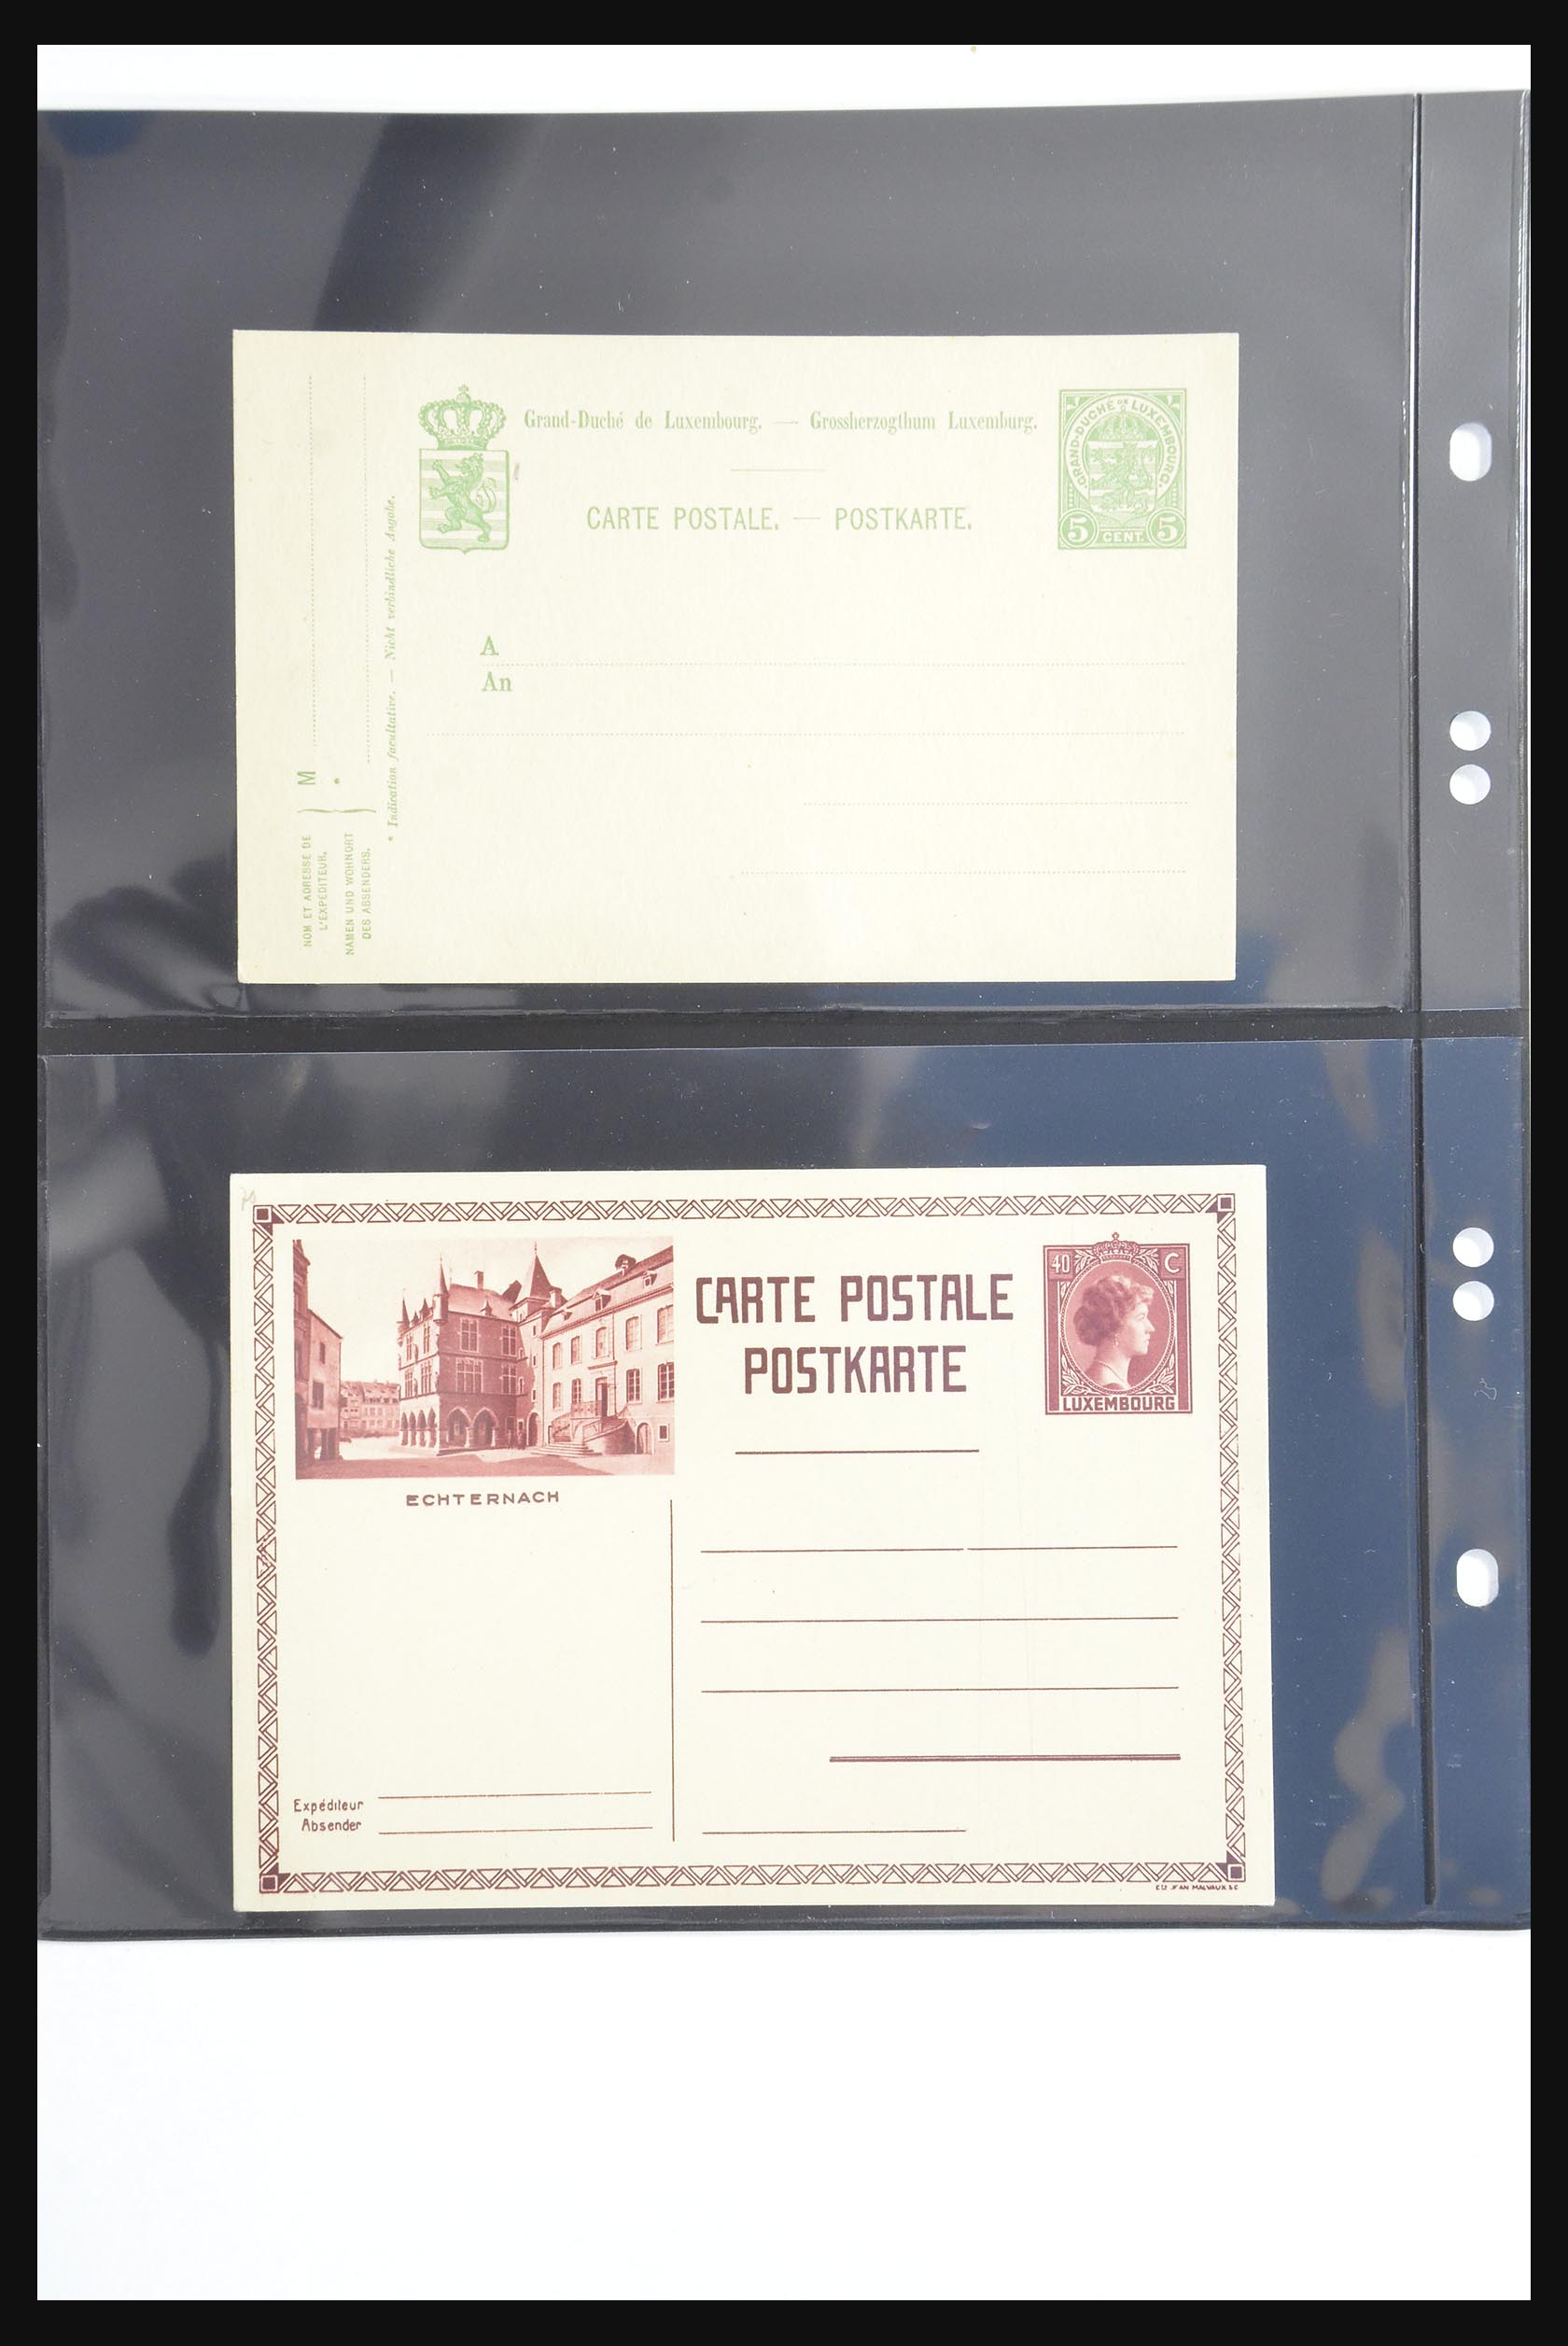 Grand-Duché de Luxembourg. — Grossherzogthum Luxemburg.
CARTE POSTALE. — POSTKARTE.
GRAND-DUCHÉ DE LUXEMBOURG.
5 CENT. 5
A
An
NOM ET ADRESSE DE
L'EXPÉDITEUR.
NAMEN UND WOHNORT
DES ABSENDERS.
M
*
* Indication facultative. — Nicht verbindliche Angabe.
CARTE POSTALE
POSTKARTE
40 C
LUXEMBOURG
ECHTERNACH
Expéditeur
Absender